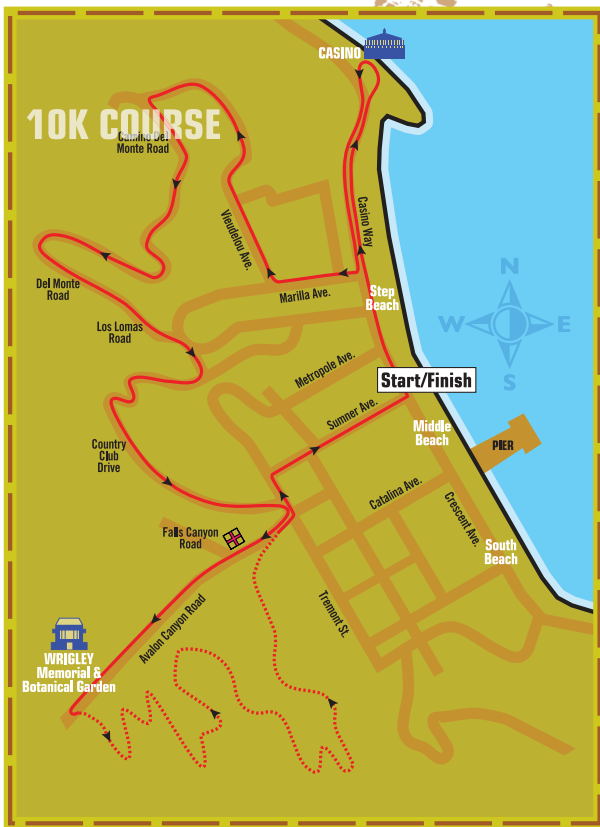 CASINO
10K COURSE
Camino Del
Monte Road
Vieudelou Ave.
Casino Way
Del Monte
Road
Marilla Ave.
Step
Beach
N
W
E
S
Los Lomas
Road
Metropole Ave.
Start/Finish
Sumner Ave.
Middle
Beach
PIER
Country
Club
Drive
Catalina Ave.
Crescent Ave.
Falls Canyon
Road
South
Beach
Avalon Canyon Road
Tremont St.
WRIGLEY
Memorial &
Botanical Garden